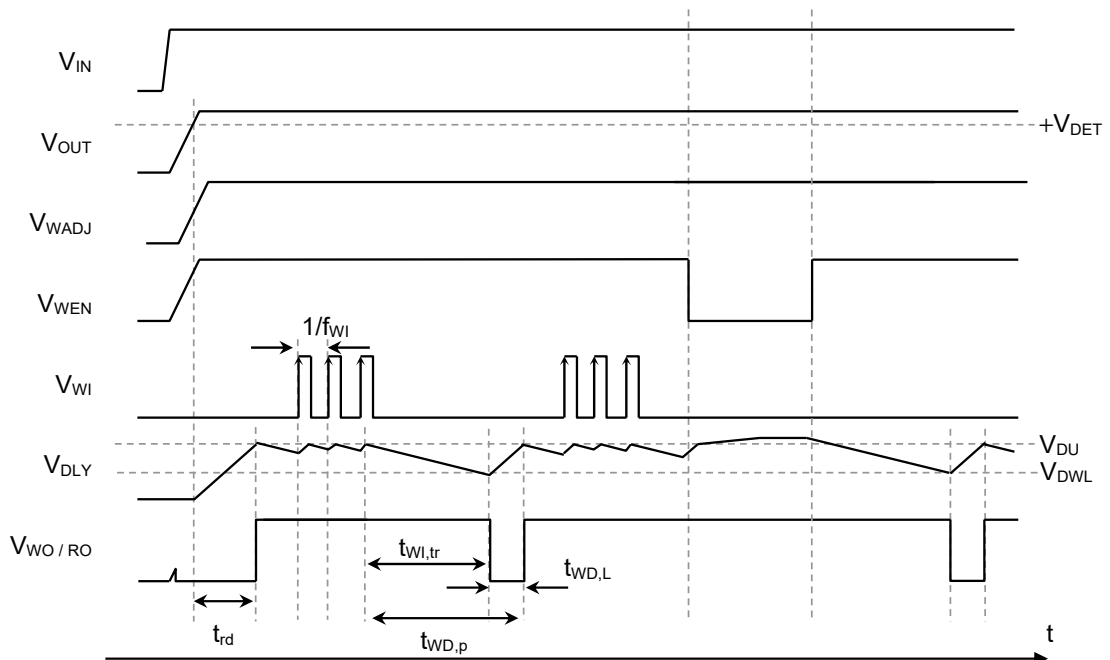 VIN
+VDET
VOUT
VWADJ
VWEN
1/fWI
VWI
VDU
VDLY
VDWL
VWO / RO
tWI,tr
tWD,L
trd
tWD,p
t